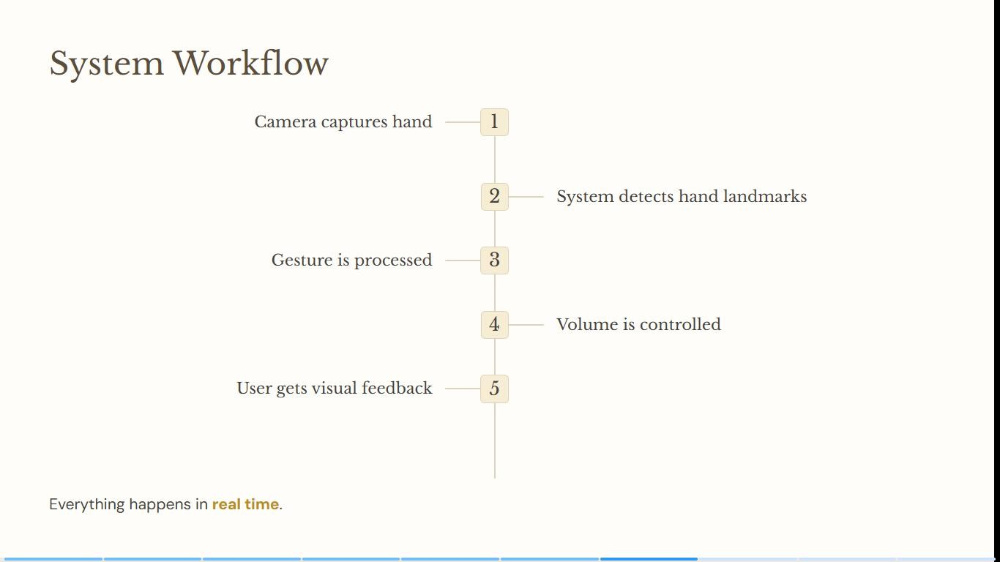 System Workflow
Camera captures hand
1
2
System detects hand landmarks
Gesture is processed
3
4
Volume is controlled
User gets visual feedback
5
Everything happens in real time.